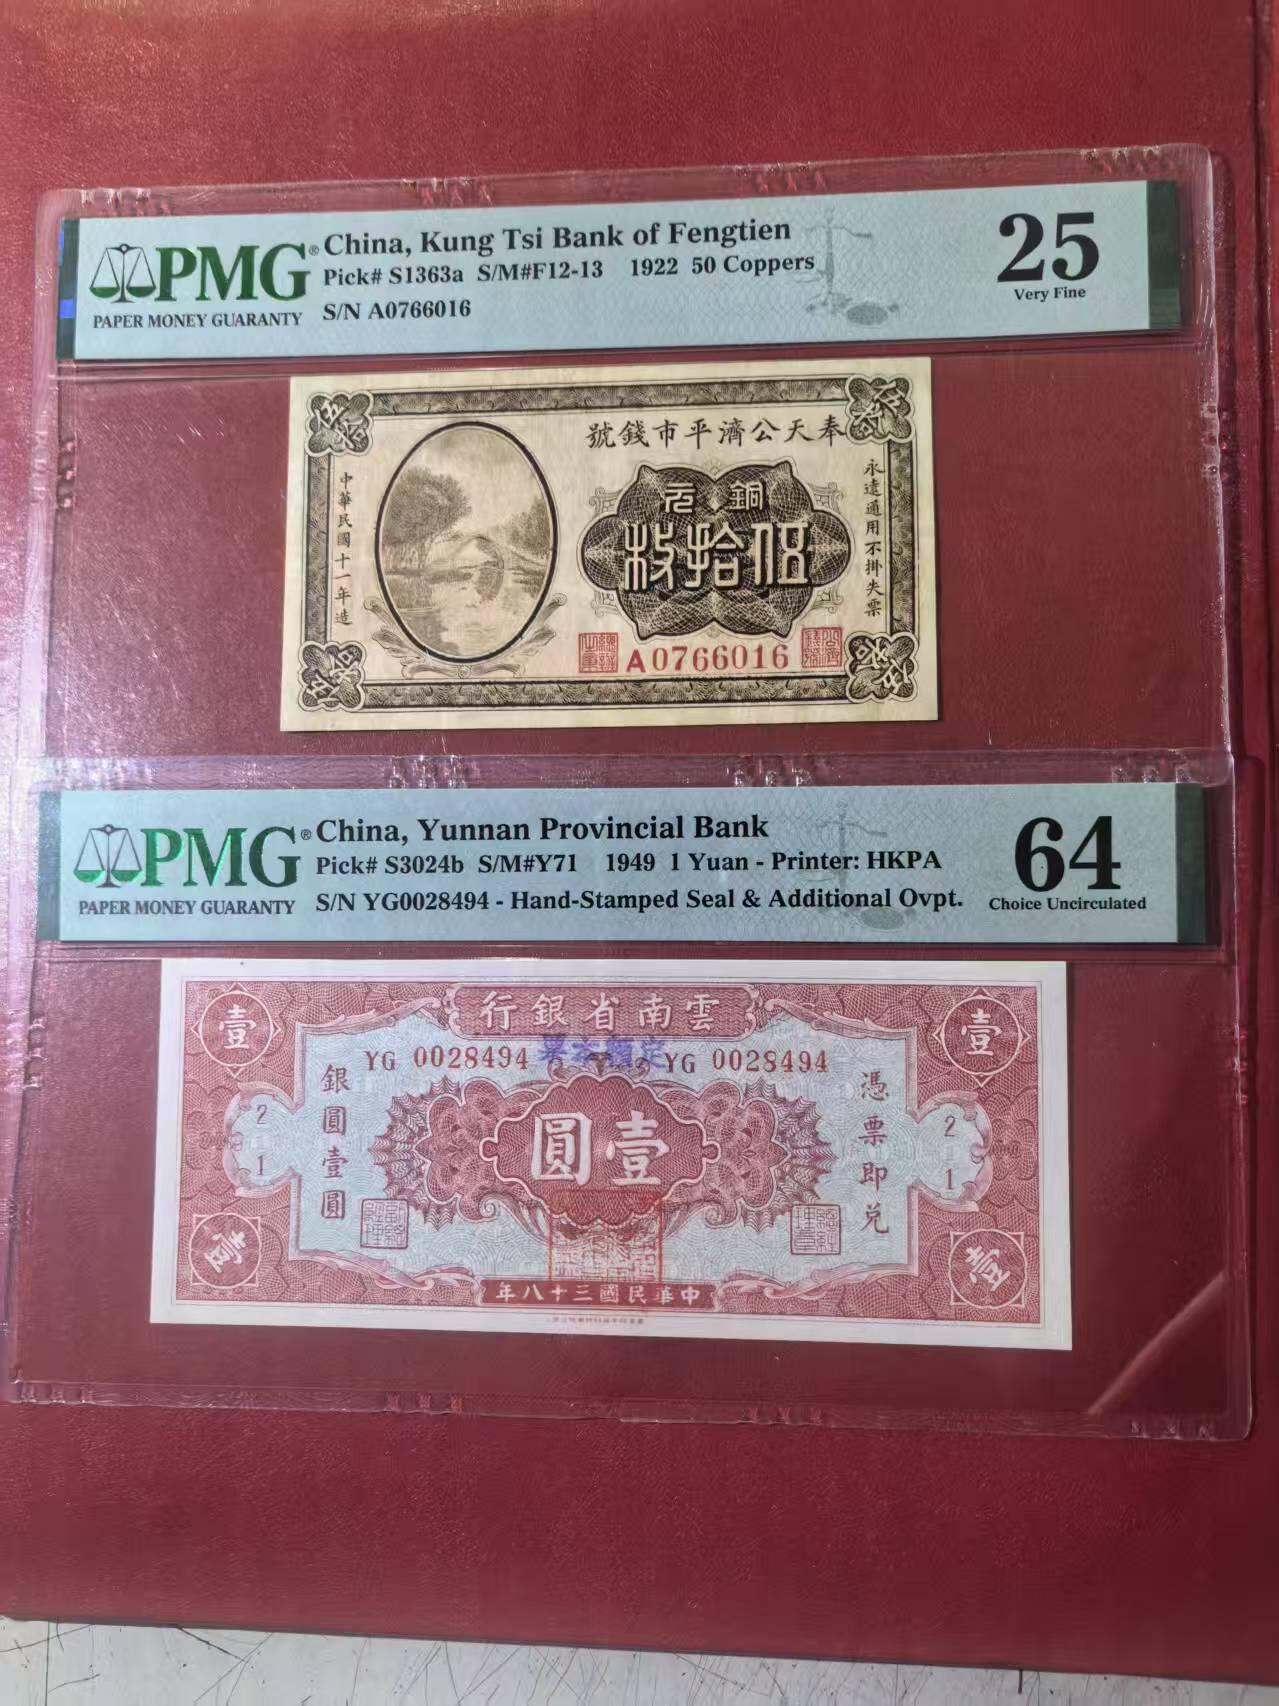 PMG®
PAPER MONEY GUARANTY
China, Kung Tsi Bank of Fengtien
Pick# S1363a S/M#F12-13 1922 50 Coppers
S/N A0766016
25
Very Fine
伍拾
號錢市平濟公天奉
中華民國十一年造
元銅
枚拾伍
永遠通用不掛失票
A0766016
PMG®
PAPER MONEY GUARANTY
China, Yunnan Provincial Bank
Pick# S3024b S/M#Y71 1949 1 Yuan - Printer: HKPA
S/N YG0028494 - Hand-Stamped Seal & Additional Ovpt.
64
Choice Uncirculated
壹
行銀省南雲
壹
YG 0028494
YG 0028494
銀圓壹圓
圓壹
憑票即兌
21
21
壹
壹
年八十三國民華中